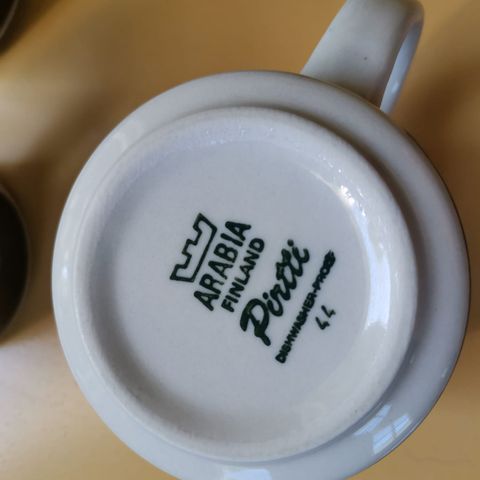 ARABIA
FINLAND
Pirtti
DISHWASHER-PROOF
44